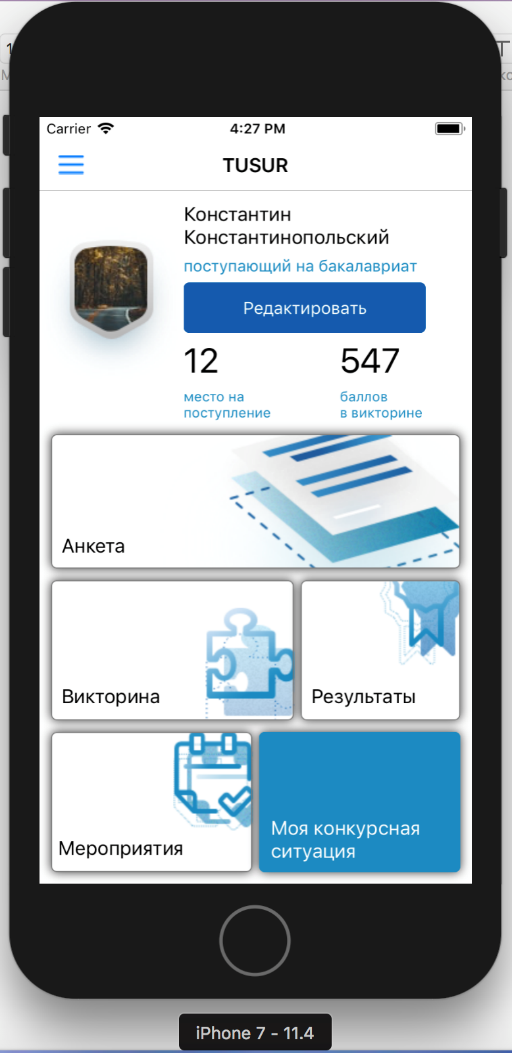 Carrier
4:27 PM
TUSUR
Константин
Константинопольский
поступающий на бакалавриат
Редактировать
12
547
место на
поступление
баллов
в викторине
Анкета
Викторина
Результаты
Мероприятия
Моя конкурсная
ситуация
iPhone 7 - 11.4